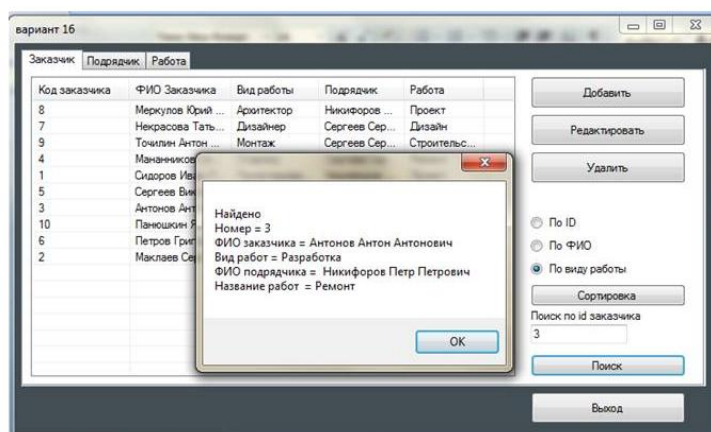 вариант 16
Заказчик Подрядчик Работа
Код заказчика ФИО Заказчика Вид работы Подрядчик Работа
8 Меркулов Юрий ... Архитектор Никифоров ... Проект
7 Некрасова Тать... Дизайнер Сергеев Сер... Дизайн
9 Точилин Антон ... Монтаж Сергеев Сер... Строительс...
4 Мананников
1 Сидоров Ива
5 Сергеев Вик
3 Антонов Ант
10 Панюшкин Я
6 Петров Григ
2 Маклаев Сер
Найдено
Номер = 3
ФИО заказчика = Антонов Антон Антонович
Вид работ = Разработка
ФИО подрядчика = Никифоров Петр Петрович
Название работ = Ремонт
OK
Добавить
Редактировать
Удалить
По ID
По ФИО
По виду работы
Сортировка
Поиск по id заказчика
3
Поиск
Выход